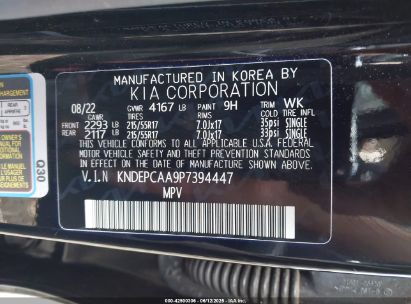 MANUFACTURED IN KOREA BY
KIA CORPORATION
08/22 GVWR 4167 LB PAINT 9H TRIM WK
GAWR TIRES RIMS COLD TIRE INFL
FRONT 2293 LB 215/55R17 7.0Jx17 35psi SINGLE
REAR 2117 LB 215/55R17 7.0Jx17 33psi SINGLE
THIS VEHICLE CONFORMS TO ALL APPLICABLE
U.S.A. FEDERAL MOTOR VEHICLE SAFETY STANDARDS
IN EFFECT ON THE DATE OF MANUFACTURE SHOWN ABOVE.
V.I.N KNDEPCAA9P7394447
MPV
OWNER'S
Q30